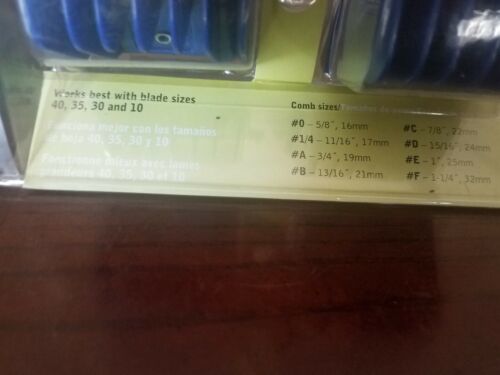 Works best with blade sizes
40, 35, 30 and 10
Funciona mejor con los tamaños
de hoja 40, 35, 30 y 10
Fonctionne mieux avec lames
grandeurs 40, 35, 30 et 10
Comb sizes/Tamaños de
#0 – 5/8", 16mm
#1/4 – 11/16", 17mm
#A – 3/4", 19mm
#B – 13/16", 21mm
#C – 7/8", 22mm
#D – 15/16", 24mm
#E – 1", 25mm
#F – 1-1/4", 32mm